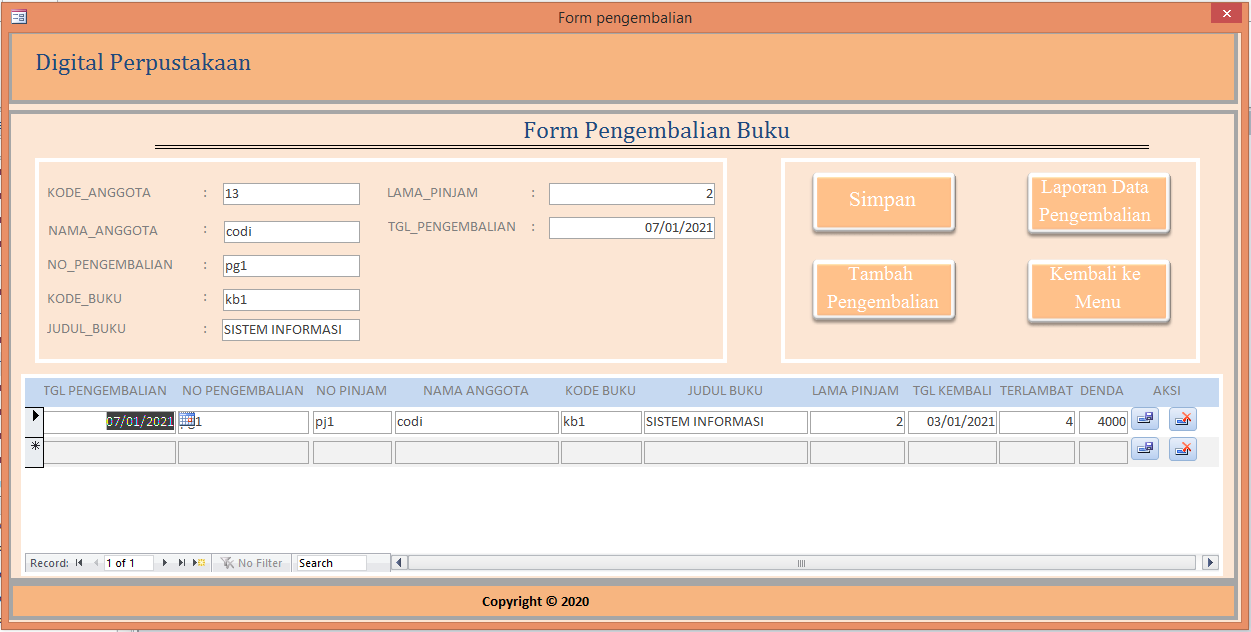 Form pengembalian
Digital Perpustakaan
Form Pengembalian Buku
KODE_ANGGOTA : 13
NAMA_ANGGOTA : codi
NO_PENGEMBALIAN : pg1
KODE_BUKU : kb1
JUDUL_BUKU : SISTEM INFORMASI
LAMA_PINJAM : 2
TGL_PENGEMBALIAN : 07/01/2021
Simpan
Laporan Data
Pengembalian
Tambah
Pengembalian
Kembali ke
Menu
TGL PENGEMBALIAN NO PENGEMBALIAN NO PINJAM NAMA ANGGOTA KODE BUKU JUDUL BUKU LAMA PINJAM TGL KEMBALI TERLAMBAT DENDA AKSI
07/01/2021 pg1 pj1 codi kb1 SISTEM INFORMASI 2 03/01/2021 4 4000
Record: 1 of 1 No Filter Search
Copyright © 2020